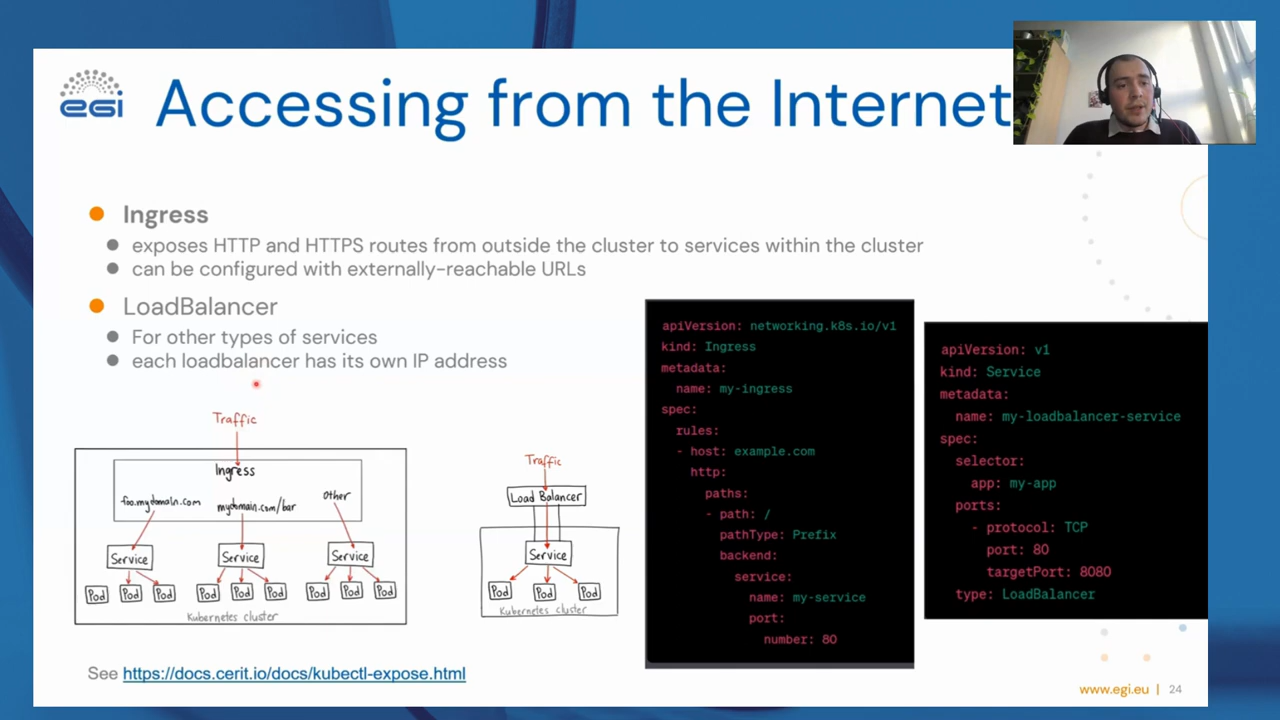 egi
Accessing from the Internet
Ingress
exposes HTTP and HTTPS routes from outside the cluster to services within the cluster
can be configured with externally-reachable URLs
LoadBalancer
For other types of services
each loadbalancer has its own IP address
Traffic
Ingress
foo.mydomain.com
mydomain.com/bar
Other
Service
Service
Service
Pod Pod Pod
Pod Pod Pod
Pod Pod Pod
Kubernetes cluster
Traffic
Load Balancer
Service
Pod Pod Pod
Kubernetes cluster
apiVersion: networking.k8s.io/v1
kind: Ingress
metadata:
name: my-ingress
spec:
rules:
- host: example.com
http:
paths:
- path: /
pathType: Prefix
backend:
service:
name: my-service
port:
number: 80
apiVersion: v1
kind: Service
metadata:
name: my-loadbalancer-service
spec:
selector:
app: my-app
ports:
- protocol: TCP
port: 80
targetPort: 8080
type: LoadBalancer
See https://docs.cerit.io/docs/kubectl-expose.html
www.egi.eu | 24